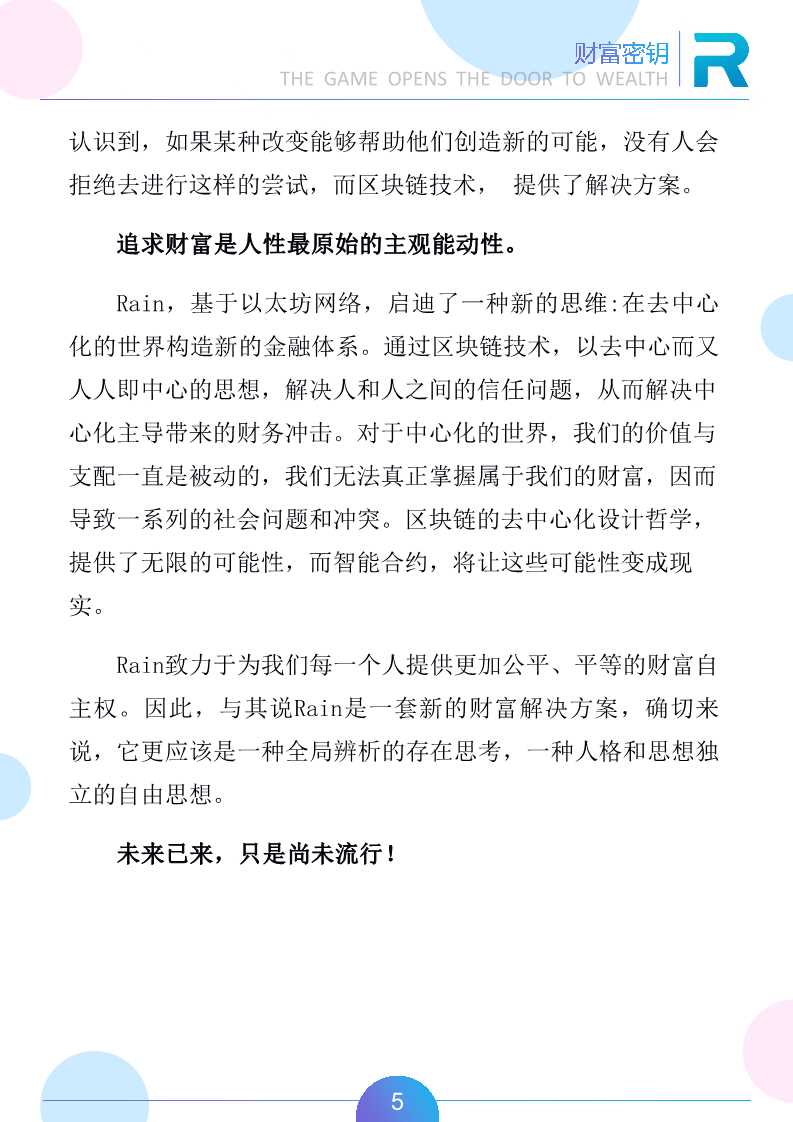 财富密钥
THE GAME OPENS THE DOOR TO WEALTH
认识到，如果某种改变能够帮助他们创造新的可能，没有人会
拒绝去进行这样的尝试，而区块链技术， 提供了解决方案。
追求财富是人性最原始的主观能动性。
Rain，基于以太坊网络，启迪了一种新的思维:在去中心
化的世界构造新的金融体系。通过区块链技术，以去中心而又
人人即中心的思想，解决人和人之间的信任问题，从而解决中
心化主导带来的财务冲击。对于中心化的世界，我们的价值与
支配一直是被动的，我们无法真正掌握属于我们的财富，因而
导致一系列的社会问题和冲突。区块链的去中心化设计哲学，
提供了无限的可能性，而智能合约，将让这些可能性变成现
实。
Rain致力于为我们每一个人提供更加公平、平等的财富自
主权。因此，与其说Rain是一套新的财富解决方案，确切来
说，它更应该是一种全局辨析的存在思考，一种人格和思想独
立的自由思想。
未来已来，只是尚未流行！
5